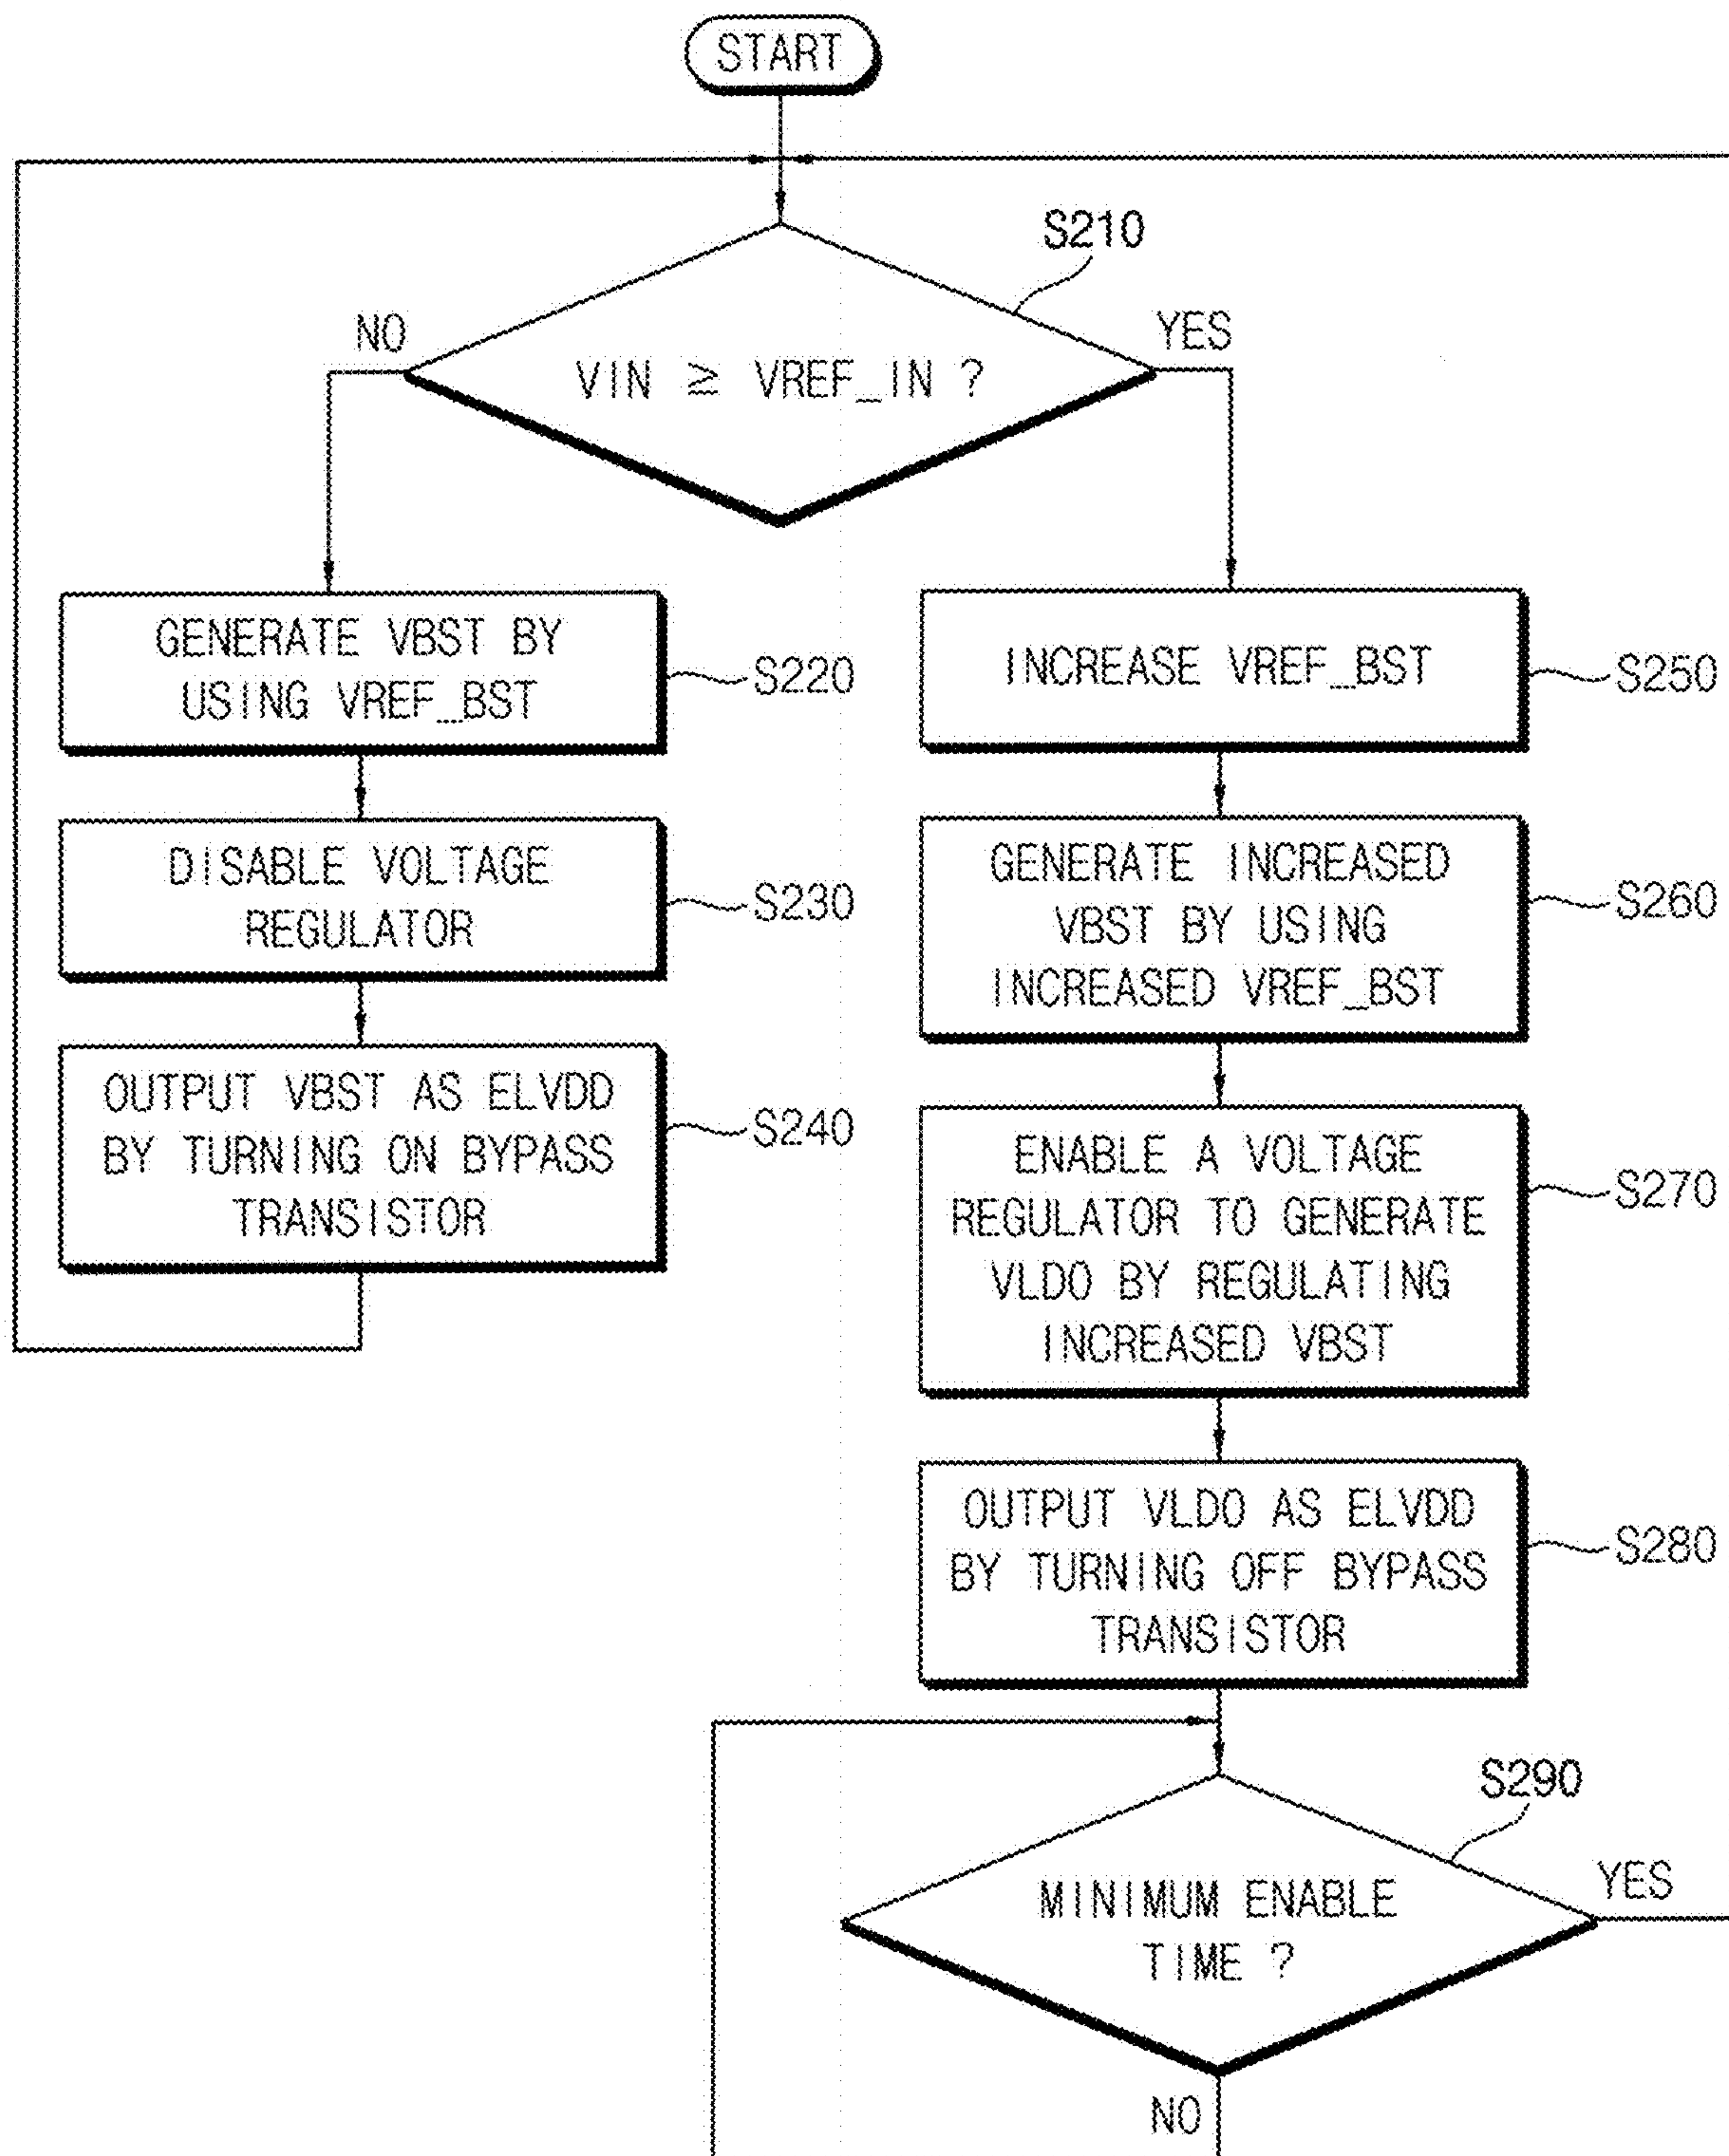 START
S210
NO
YES
VIN ≧ VREF_IN ?
GENERATE VBST BY
USING VREF_BST
S220
INCREASE VREF_BST
S250
DISABLE VOLTAGE
REGULATOR
S230
GENERATE INCREASED
VBST BY USING
INCREASED VREF_BST
S260
OUTPUT VBST AS ELVDD
BY TURNING ON BYPASS
TRANSISTOR
S240
ENABLE A VOLTAGE
REGULATOR TO GENERATE
VLDO BY REGULATING
INCREASED VBST
S270
OUTPUT VLDO AS ELVDD
BY TURNING OFF BYPASS
TRANSISTOR
S280
S290
YES
MINIMUM ENABLE
TIME ?
NO